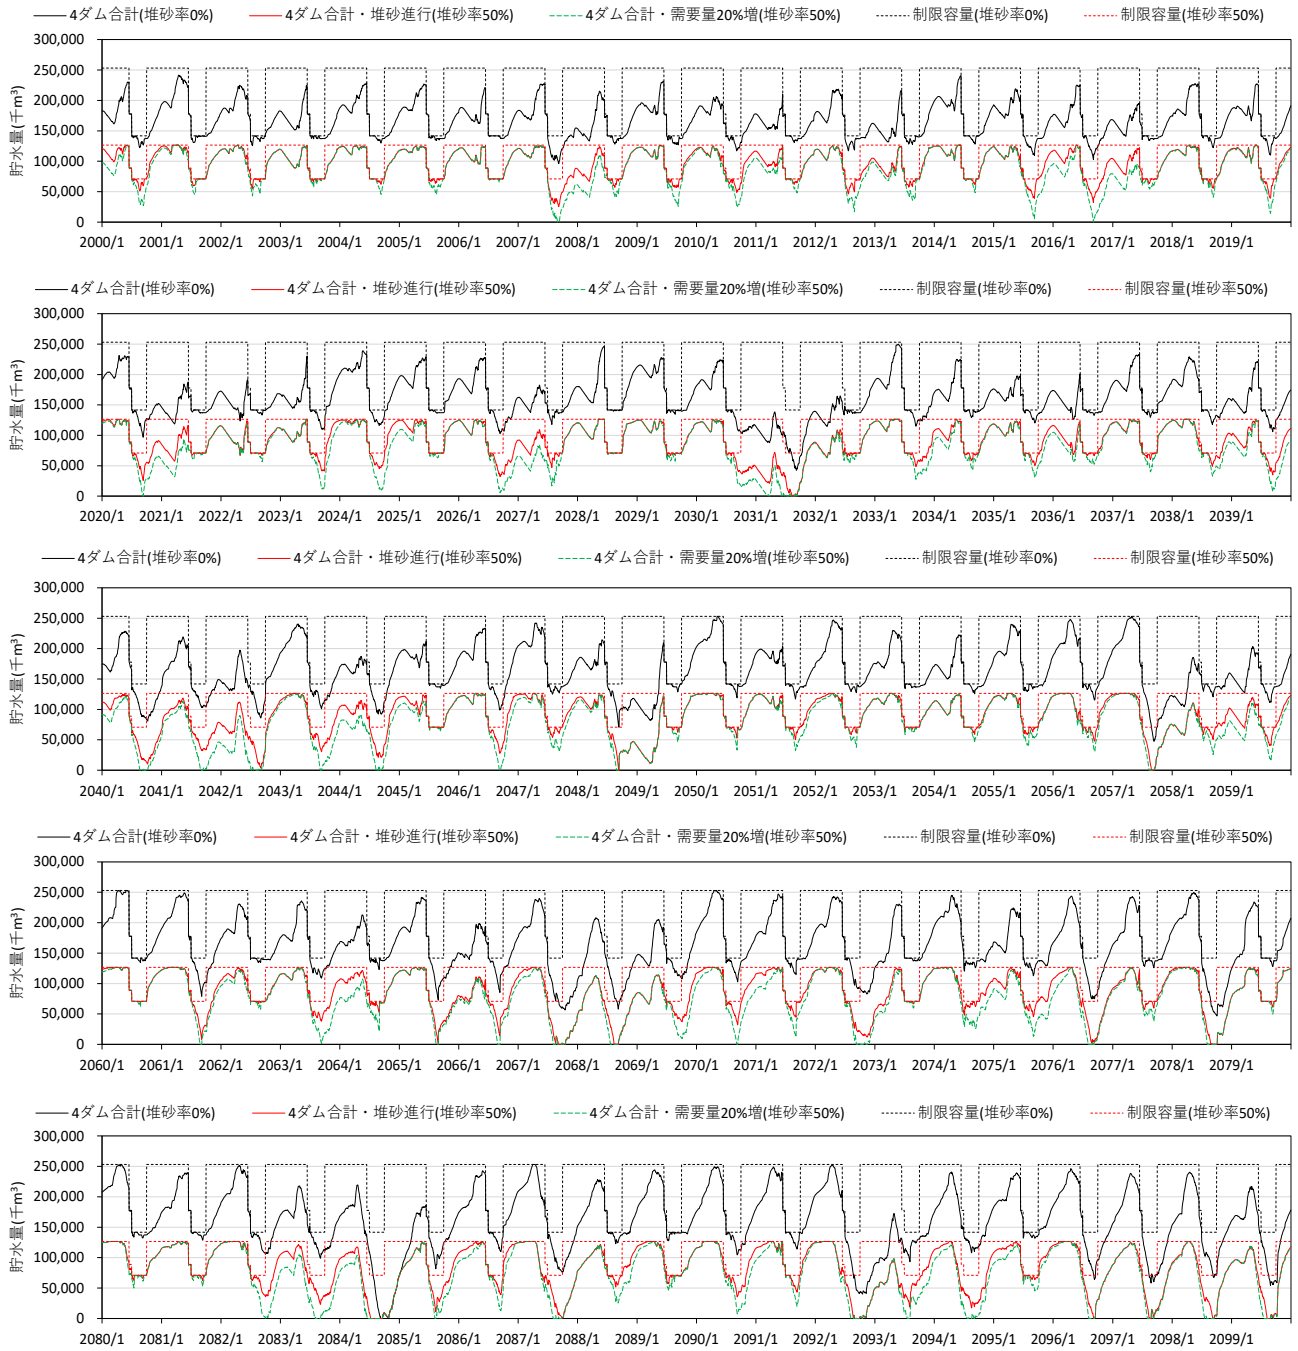 4ダム合計(堆砂率0%) 4ダム合計・堆砂進行(堆砂率50%) 4ダム合計・需要量20%増(堆砂率50%) 制限容量(堆砂率0%) 制限容量(堆砂率50%)
貯水量(千m³)
300,000
250,000
200,000
150,000
100,000
50,000
0
2000/1 2001/1 2002/1 2003/1 2004/1 2005/1 2006/1 2007/1 2008/1 2009/1 2010/1 2011/1 2012/1 2013/1 2014/1 2015/1 2016/1 2017/1 2018/1 2019/1
4ダム合計(堆砂率0%) 4ダム合計・堆砂進行(堆砂率50%) 4ダム合計・需要量20%増(堆砂率50%) 制限容量(堆砂率0%) 制限容量(堆砂率50%)
貯水量(千m³)
300,000
250,000
200,000
150,000
100,000
50,000
0
2020/1 2021/1 2022/1 2023/1 2024/1 2025/1 2026/1 2027/1 2028/1 2029/1 2030/1 2031/1 2032/1 2033/1 2034/1 2035/1 2036/1 2037/1 2038/1 2039/1
4ダム合計(堆砂率0%) 4ダム合計・堆砂進行(堆砂率50%) 4ダム合計・需要量20%増(堆砂率50%) 制限容量(堆砂率0%) 制限容量(堆砂率50%)
貯水量(千m³)
300,000
250,000
200,000
150,000
100,000
50,000
0
2040/1 2041/1 2042/1 2043/1 2044/1 2045/1 2046/1 2047/1 2048/1 2049/1 2050/1 2051/1 2052/1 2053/1 2054/1 2055/1 2056/1 2057/1 2058/1 2059/1
4ダム合計(堆砂率0%) 4ダム合計・堆砂進行(堆砂率50%) 4ダム合計・需要量20%増(堆砂率50%) 制限容量(堆砂率0%) 制限容量(堆砂率50%)
貯水量(千m³)
300,000
250,000
200,000
150,000
100,000
50,000
0
2060/1 2061/1 2062/1 2063/1 2064/1 2065/1 2066/1 2067/1 2068/1 2069/1 2070/1 2071/1 2072/1 2073/1 2074/1 2075/1 2076/1 2077/1 2078/1 2079/1
4ダム合計(堆砂率0%) 4ダム合計・堆砂進行(堆砂率50%) 4ダム合計・需要量20%増(堆砂率50%) 制限容量(堆砂率0%) 制限容量(堆砂率50%)
貯水量(千m³)
300,000
250,000
200,000
150,000
100,000
50,000
0
2080/1 2081/1 2082/1 2083/1 2084/1 2085/1 2086/1 2087/1 2088/1 2089/1 2090/1 2091/1 2092/1 2093/1 2094/1 2095/1 2096/1 2097/1 2098/1 2099/1